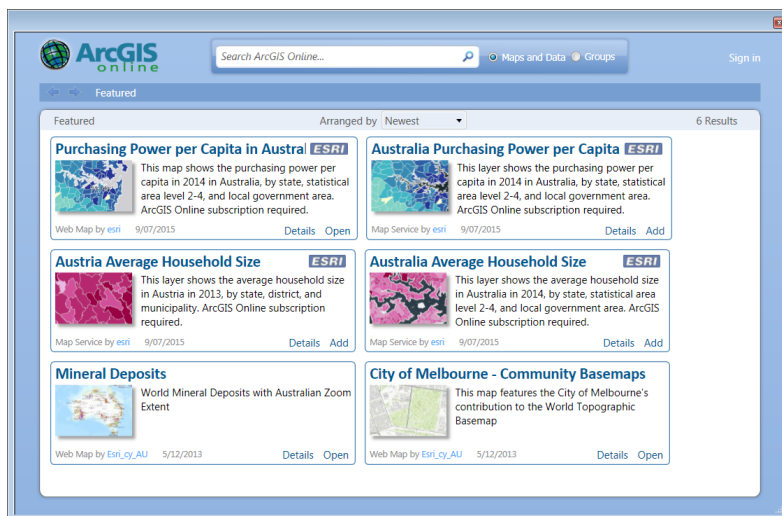 ArcGIS
online
Search ArcGIS Online...
Maps and Data
Groups
Sign in
Featured
Featured
Arranged by Newest
6 Results
Purchasing Power per Capita in Austral ESRI
This map shows the purchasing power per
capita in 2014 in Australia, by state, statistical
area level 2-4, and local government area.
ArcGIS Online subscription required.
Web Map by esri 9/07/2015 Details Open
Australia Purchasing Power per Capita ESRI
This layer shows the purchasing power per
capita in 2014 in Australia, by state, statistical
area level 2-4, and local government area.
ArcGIS Online subscription required.
Map Service by esri 9/07/2015 Details Add
Austria Average Household Size ESRI
This layer shows the average household size
in Austria in 2013, by state, district, and
municipality. ArcGIS Online subscription
required.
Map Service by esri 9/07/2015 Details Add
Australia Average Household Size ESRI
This layer shows the average household size
in Australia in 2014, by state, statistical area
level 2-4, and local government area. ArcGIS
Online subscription required.
Map Service by esri 9/07/2015 Details Add
Mineral Deposits
World Mineral Deposits with Australian Zoom
Extent
Web Map by Esri_cy_AU 5/12/2013 Details Open
City of Melbourne - Community Basemaps
This map features the City of Melbourne's
contribution to the World Topographic
Basemap
Web Map by Esri_cy_AU 5/12/2013 Details Open